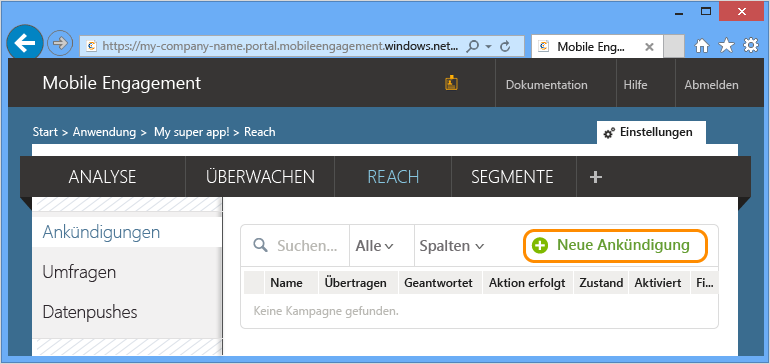 https://my-company-name.portal.mobileengagement.windows.net...
Mobile Eng...
Mobile Engagement
Dokumentation
Hilfe
Abmelden
Start > Anwendung > My super app! > Reach
Einstellungen
ANALYSE ÜBERWACHEN REACH SEGMENTE +
Ankündigungen
Umfragen
Datenpushes
Suchen... Alle Spalten Neue Ankündigung
Name Übertragen Geantwortet Aktion erfolgt Zustand Aktiviert Fi...
Keine Kampagne gefunden.